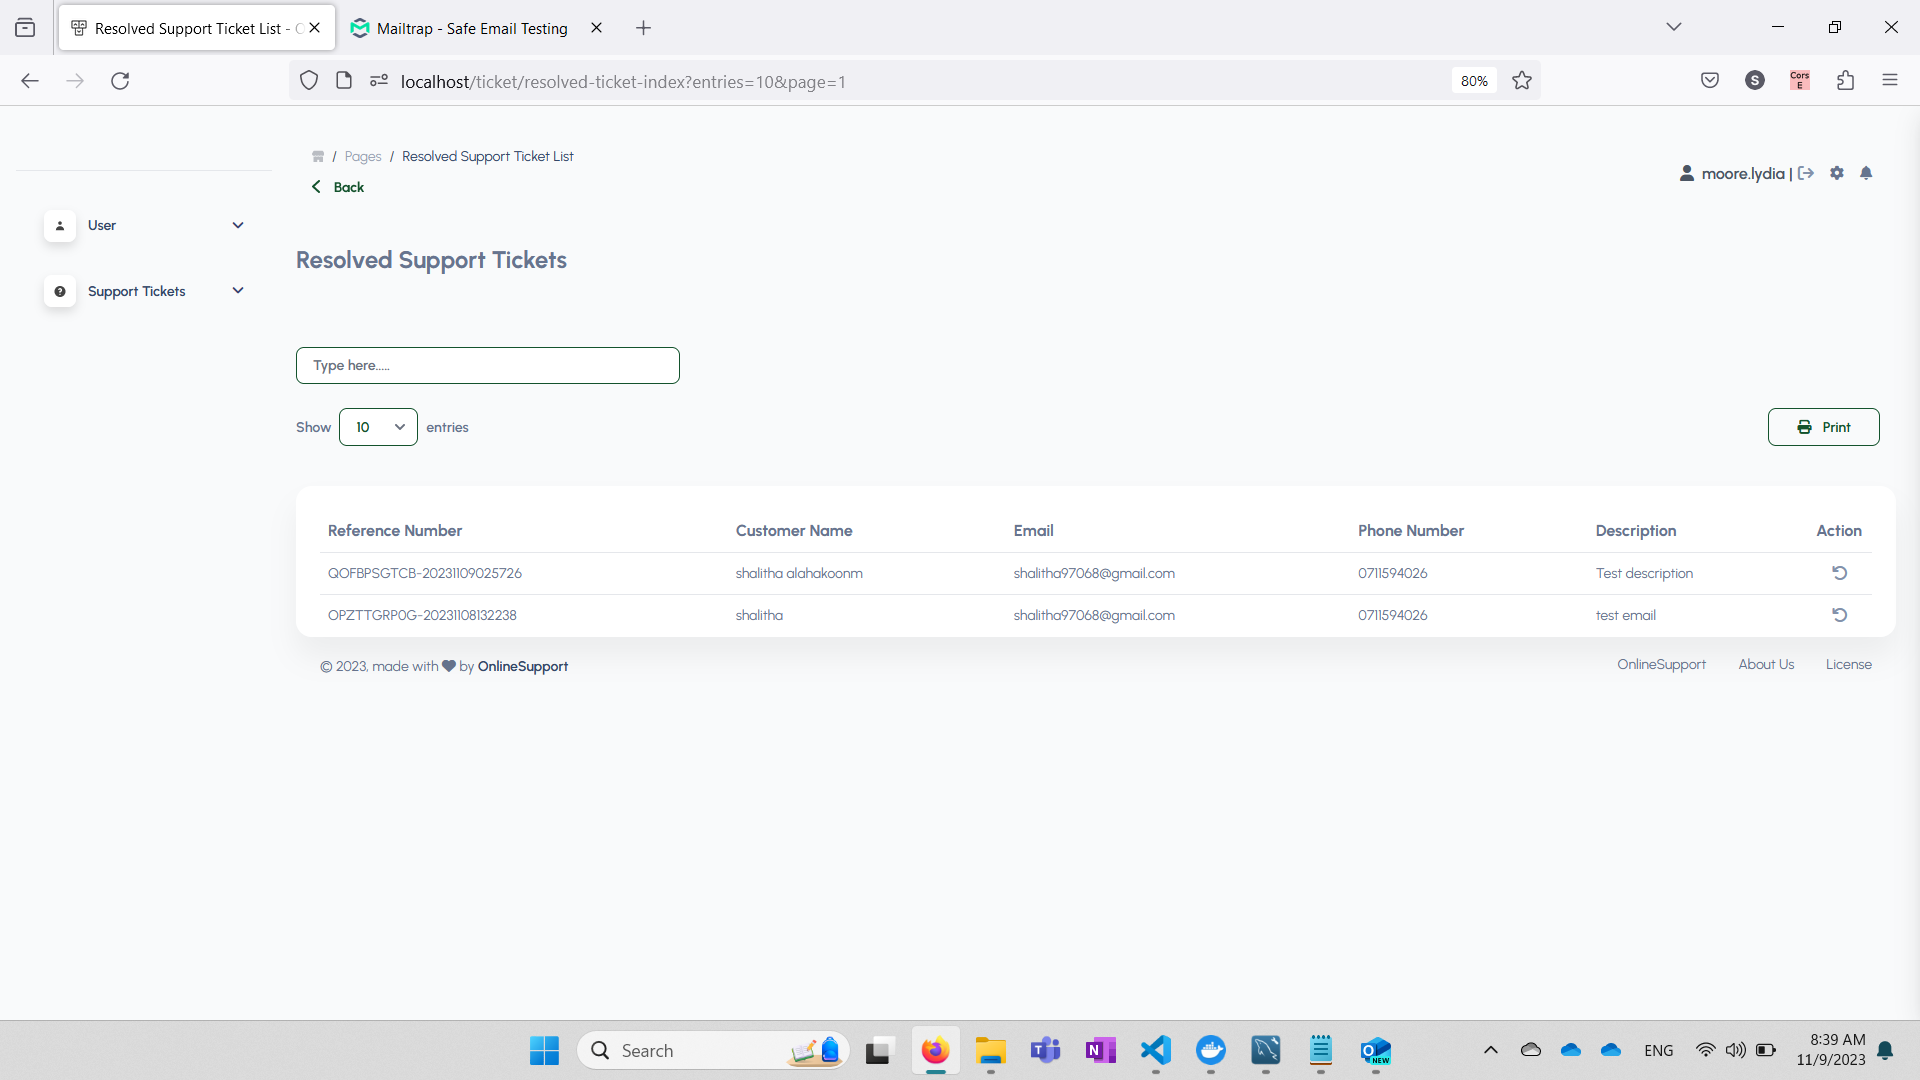 Resolved Support Ticket List - O
Mailtrap - Safe Email Testing
localhost/ticket/resolved-ticket-index?entries=10&page=1
80%
S
Cors
E
/ Pages / Resolved Support Ticket List
Back
moore.lydia |
User
Support Tickets
Resolved Support Tickets
Type here.....
Show 10 entries
Print
Reference Number Customer Name Email Phone Number Description Action
QOFBPSGTCB-20231109025726 shalitha alahakoonm shalitha97068@gmail.com 0711594026 Test description
OPZTTGRP0G-20231108132238 shalitha shalitha97068@gmail.com 0711594026 test email
© 2023, made with by OnlineSupport
OnlineSupport About Us License
Search
NEW
ENG
8:39 AM
11/9/2023